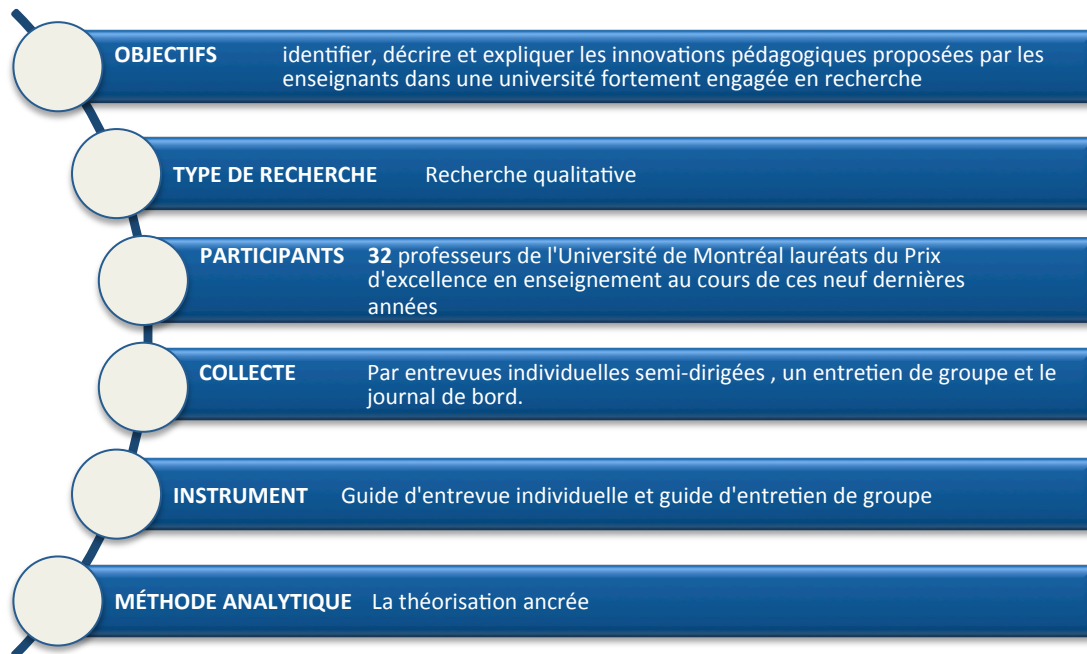 OBJECTIFS identifier, décrire et expliquer les innovations pédagogiques proposées par les
enseignants dans une université fortement engagée en recherche
TYPE DE RECHERCHE Recherche qualitative
PARTICIPANTS 32 professeurs de l'Université de Montréal lauréats du Prix
d'excellence en enseignement au cours de ces neuf dernières
années
COLLECTE Par entrevues individuelles semi-dirigées , un entretien de groupe et le
journal de bord.
INSTRUMENT Guide d'entrevue individuelle et guide d'entretien de groupe
MÉTHODE ANALYTIQUE La théorisation ancrée